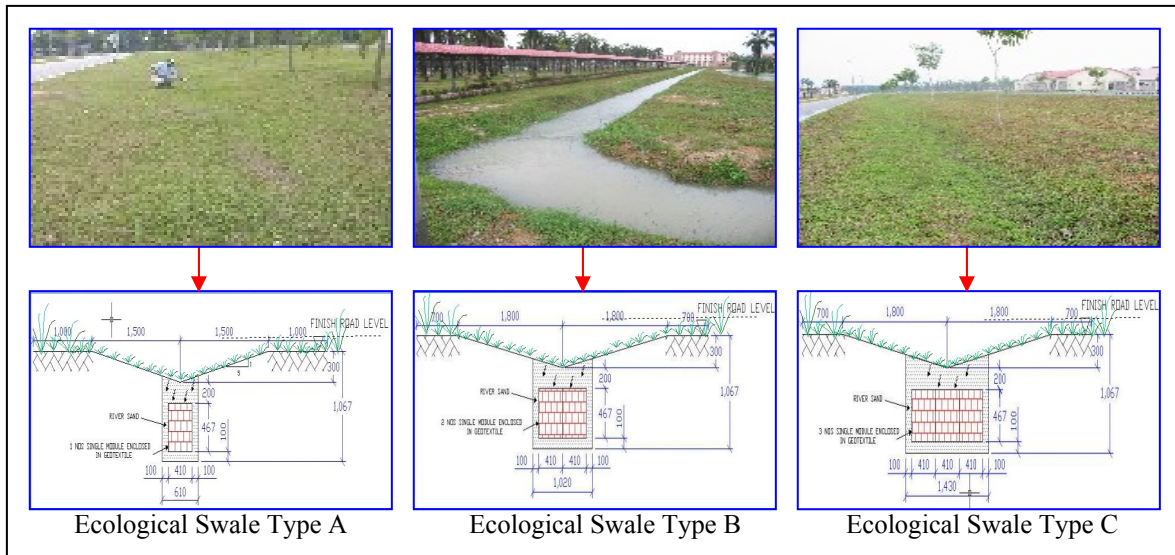 FINISH ROAD LEVEL
1,000 1,500 1,500 1,000
5 1
300
200
1,067
RIVER SAND
467
100
1 NOS SINGLE MODULE ENCLOSED
IN GEOTEXTILE
100 410 100
610
Ecological Swale Type A
FINISH ROAD LEVEL
700 1,800 1,800 700
300
200
1,067
RIVER SAND
467
100
2 NOS SINGLE MODULE ENCLOSED
IN GEOTEXTILE
100 410 410 100
1,020
Ecological Swale Type B
FINISH ROAD LEVEL
700 1,800 1,800 700
300
200
1,067
RIVER SAND
467
100
3 NOS SINGLE MODULE ENCLOSED
IN GEOTEXTILE
100 410 410 410 100
1,430
Ecological Swale Type C